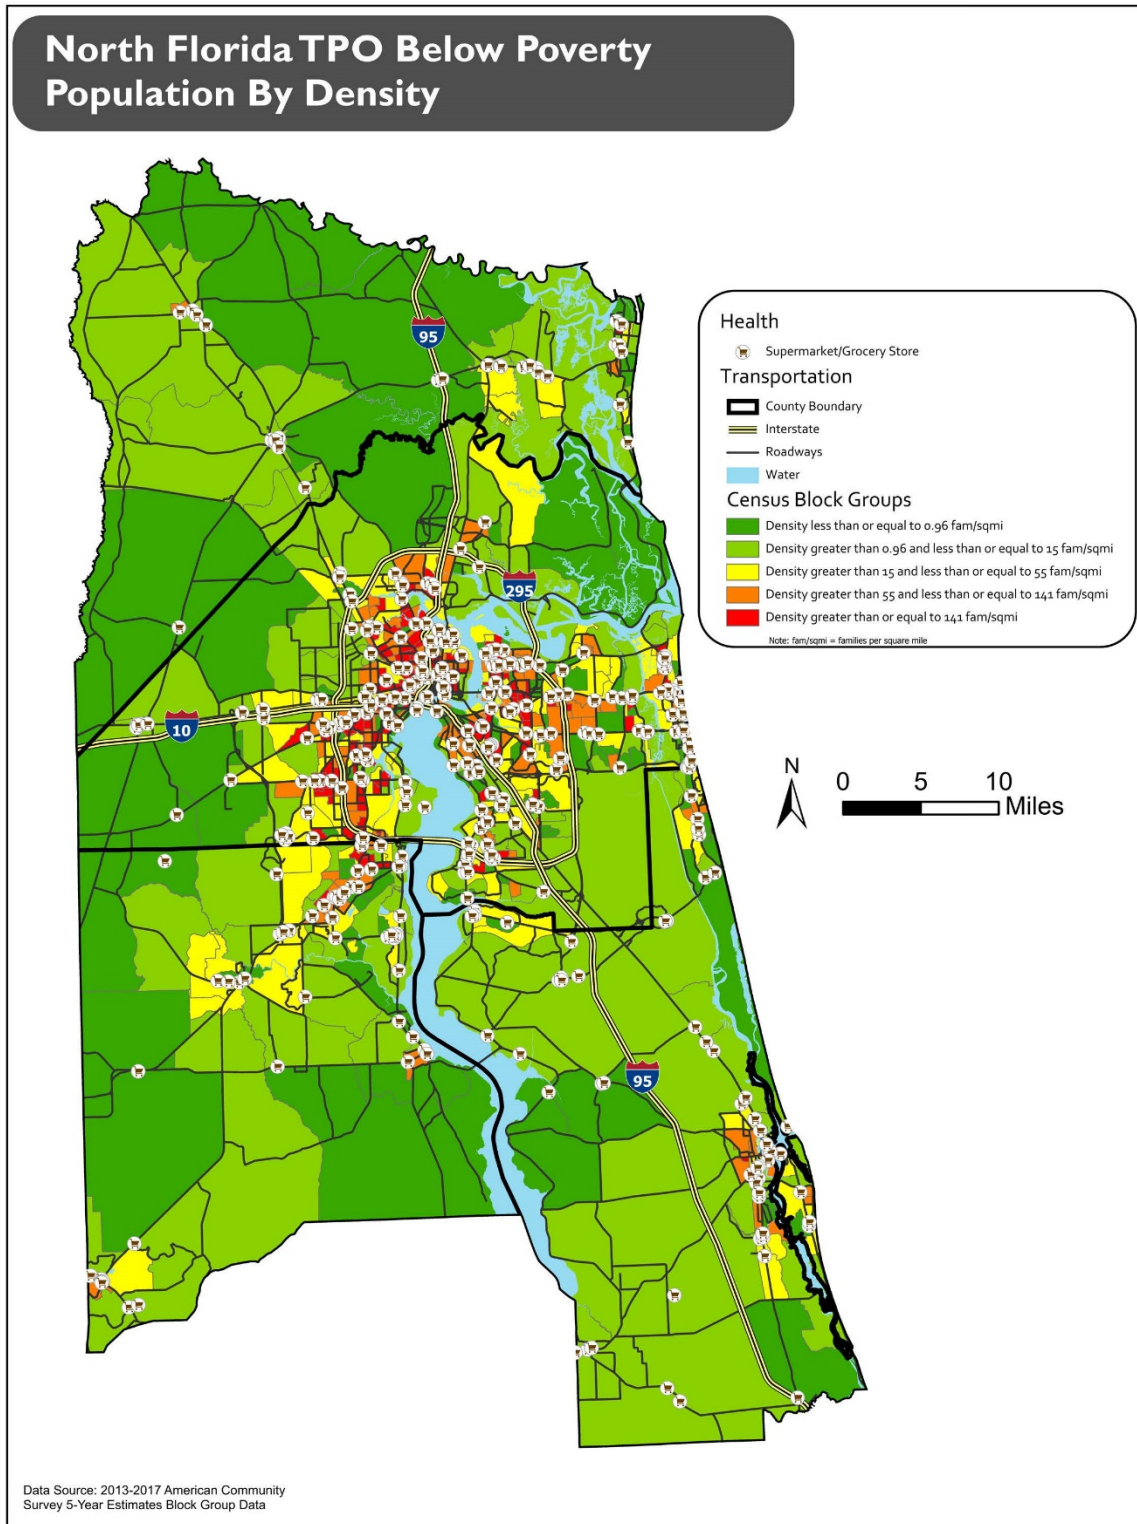 North Florida TPO Below Poverty
Population By Density
95
Health
Supermarket/Grocery Store
Transportation
County Boundary
Interstate
Roadways
Water
Census Block Groups
Density less than or equal to 0.96 fam/sqmi
Density greater than 0.96 and less than or equal to 15 fam/sqmi
Density greater than 15 and less than or equal to 55 fam/sqmi
Density greater than 55 and less than or equal to 141 fam/sqmi
Density greater than or equal to 141 fam/sqmi
Note: fam/sqmi = families per square mile
295
10
N
0 5 10
Miles
95
Data Source: 2013-2017 American Community
Survey 5-Year Estimates Block Group Data